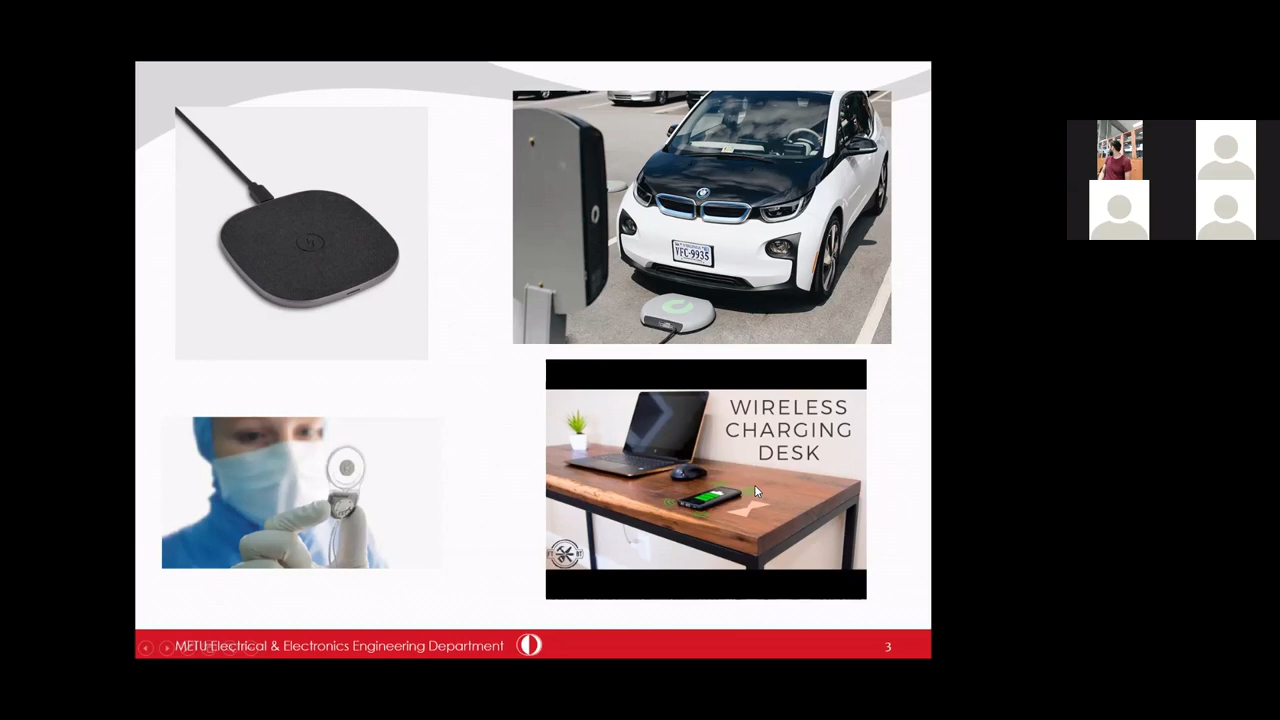 VFC-9935
WIRELESS
CHARGING
DESK
METU Electrical & Electronics Engineering Department
3